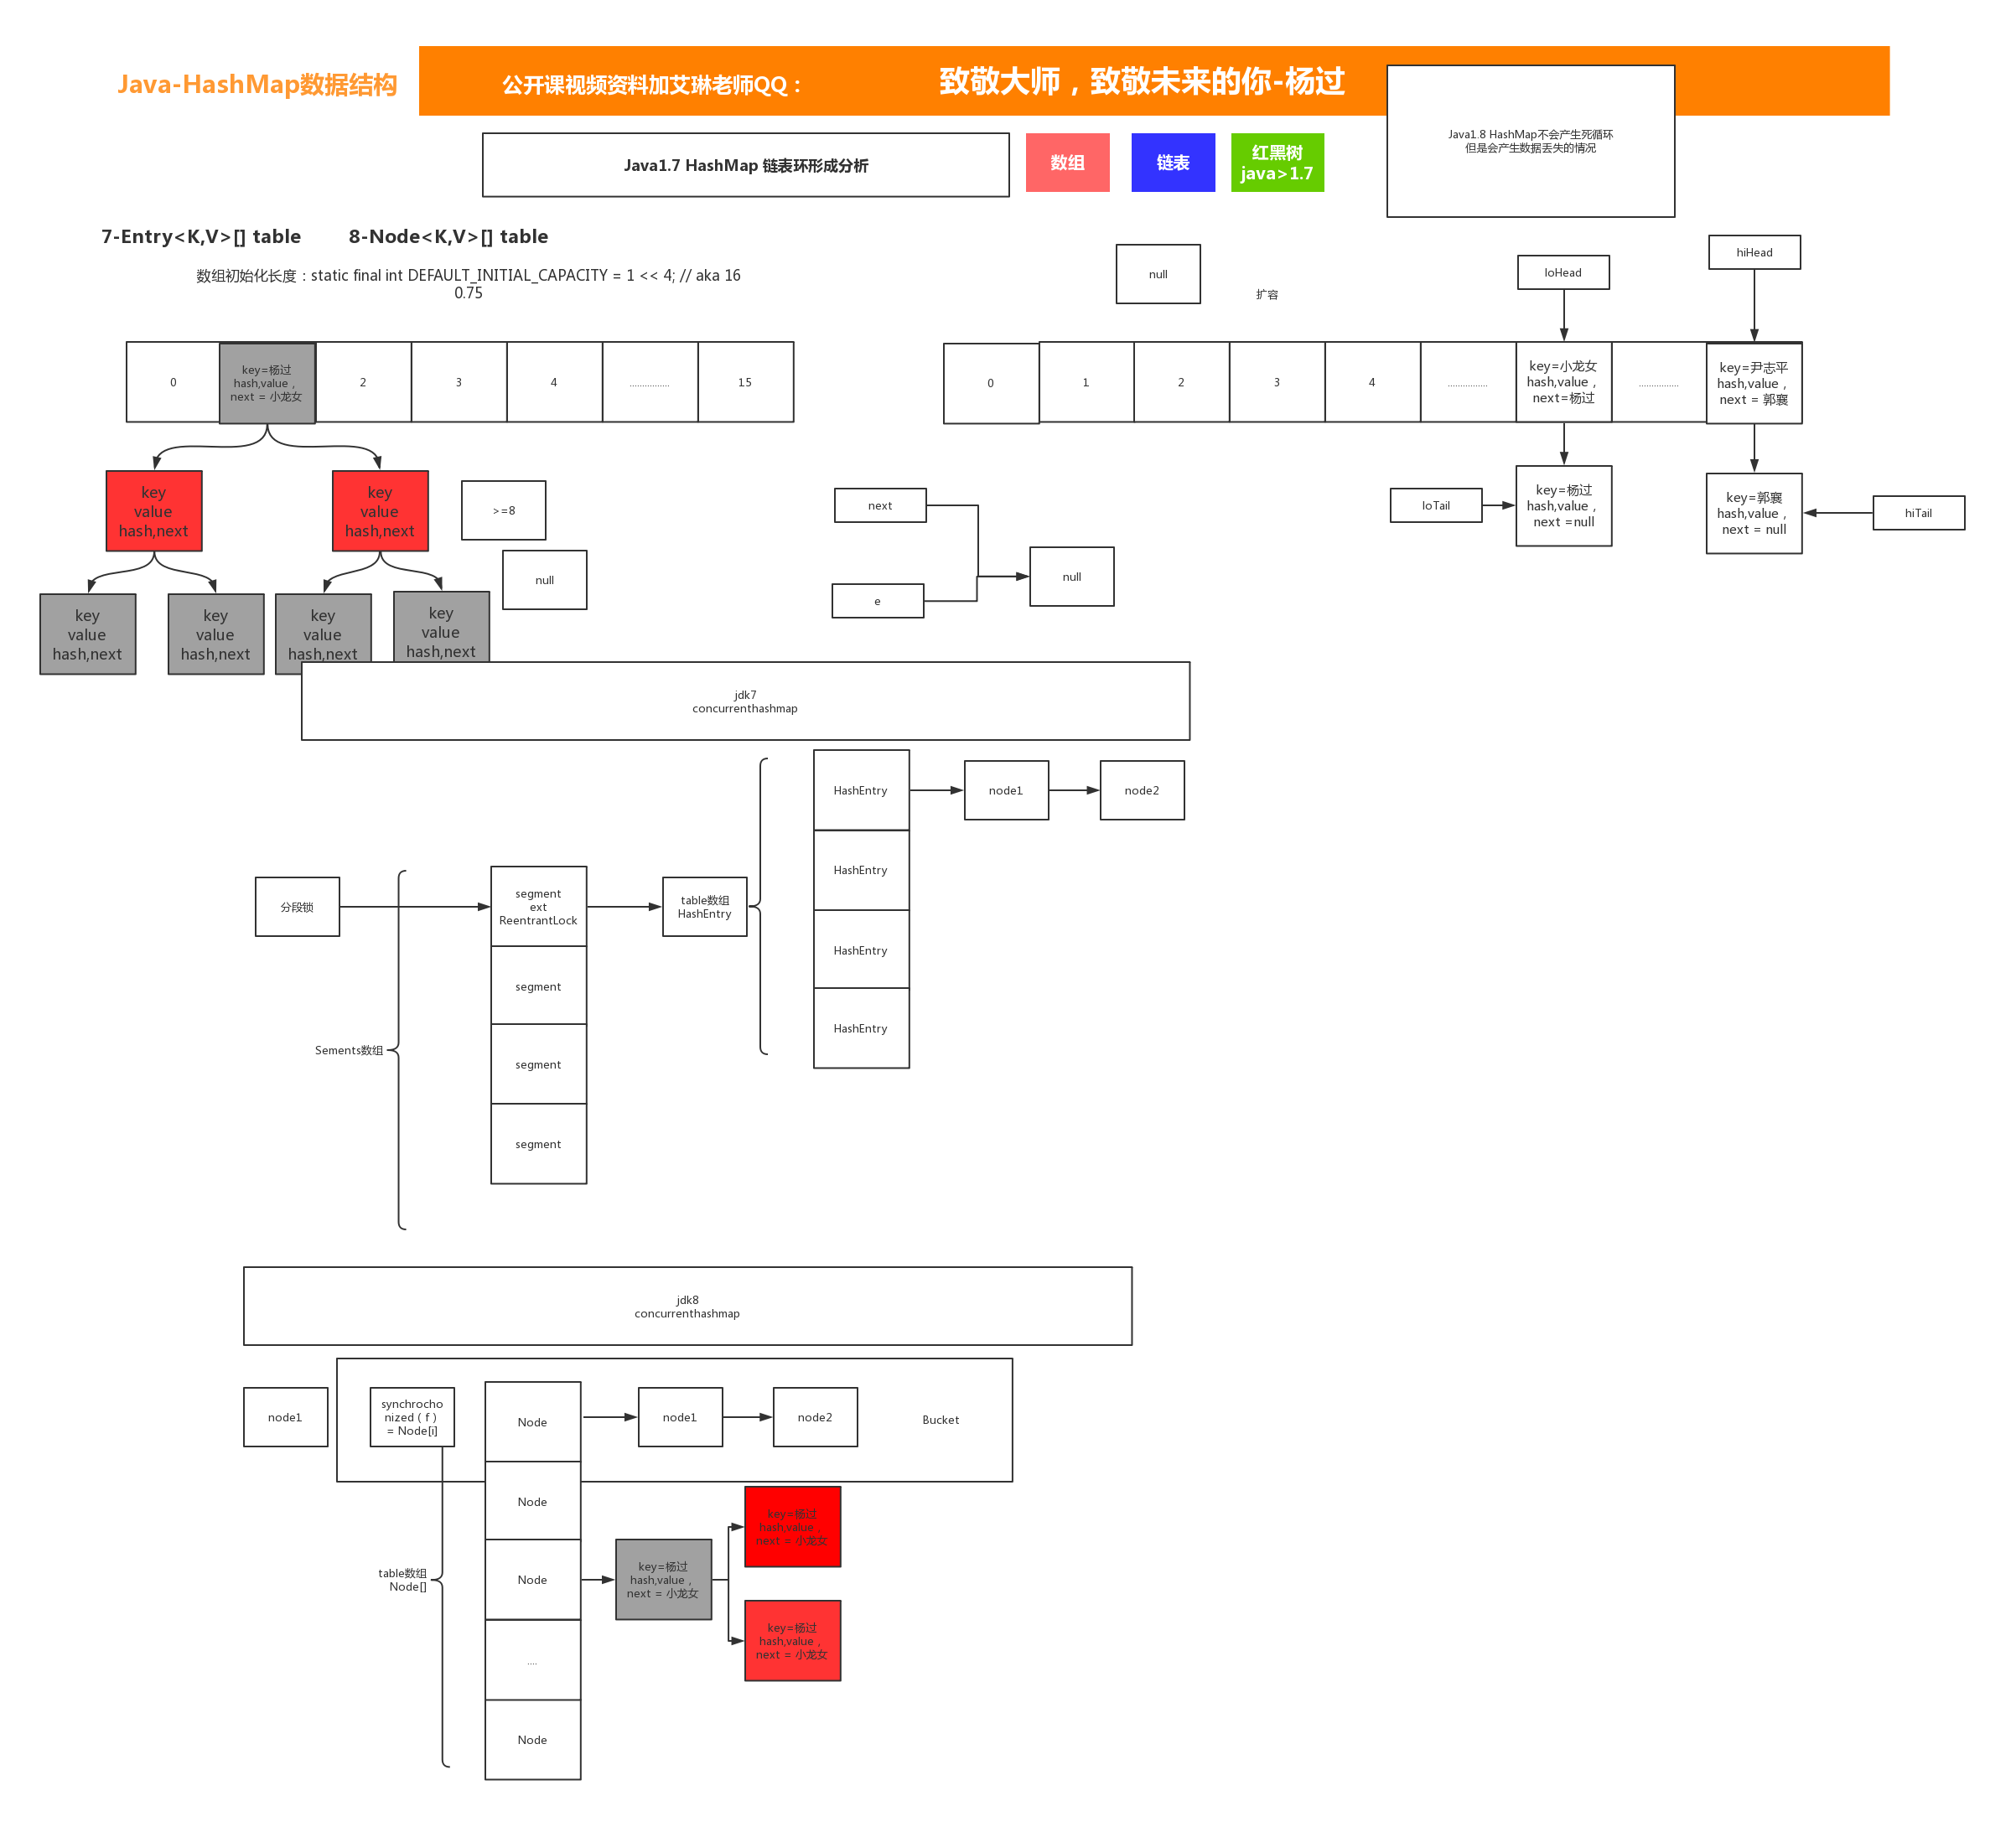 Java-HashMap数据结构
公开课视频资料加艾琳老师QQ：
致敬大师，致敬未来的你-杨过
Java1.8 HashMap不会产生死循环
但是会产生数据丢失的情况
Java1.7 HashMap 链表环形成分析
数组
链表
红黑树
java>1.7
7-Entry<K,V>[] table
8-Node<K,V>[] table
数组初始化长度：static final int DEFAULT_INITIAL_CAPACITY = 1 << 4; // aka 16
0.75
null
扩容
loHead
hiHead
0
key=杨过
hash,value，
next = 小龙女
2
3
4
................
15
0
1
2
3
4
................
key=小龙女
hash,value，
next=杨过
................
key=尹志平
hash,value，
next = 郭襄
key
value
hash,next
key
value
hash,next
>=8
null
next
e
null
loTail
key=杨过
hash,value，
next =null
key=郭襄
hash,value，
next = null
hiTail
key
value
hash,next
key
value
hash,next
key
value
hash,next
key
value
hash,next
jdk7
concurrenthashmap
HashEntry
node1
node2
HashEntry
HashEntry
HashEntry
分段锁
segment
ext
ReentrantLock
table数组
HashEntry
segment
Sements数组
segment
segment
jdk8
concurrenthashmap
node1
synchrocho
nized（f）
= Node[i]
Node
node1
node2
Bucket
Node
key=杨过
hash,value，
next = 小龙女
table数组
Node[]
Node
key=杨过
hash,value，
next = 小龙女
key=杨过
hash,value，
next = 小龙女
....
Node